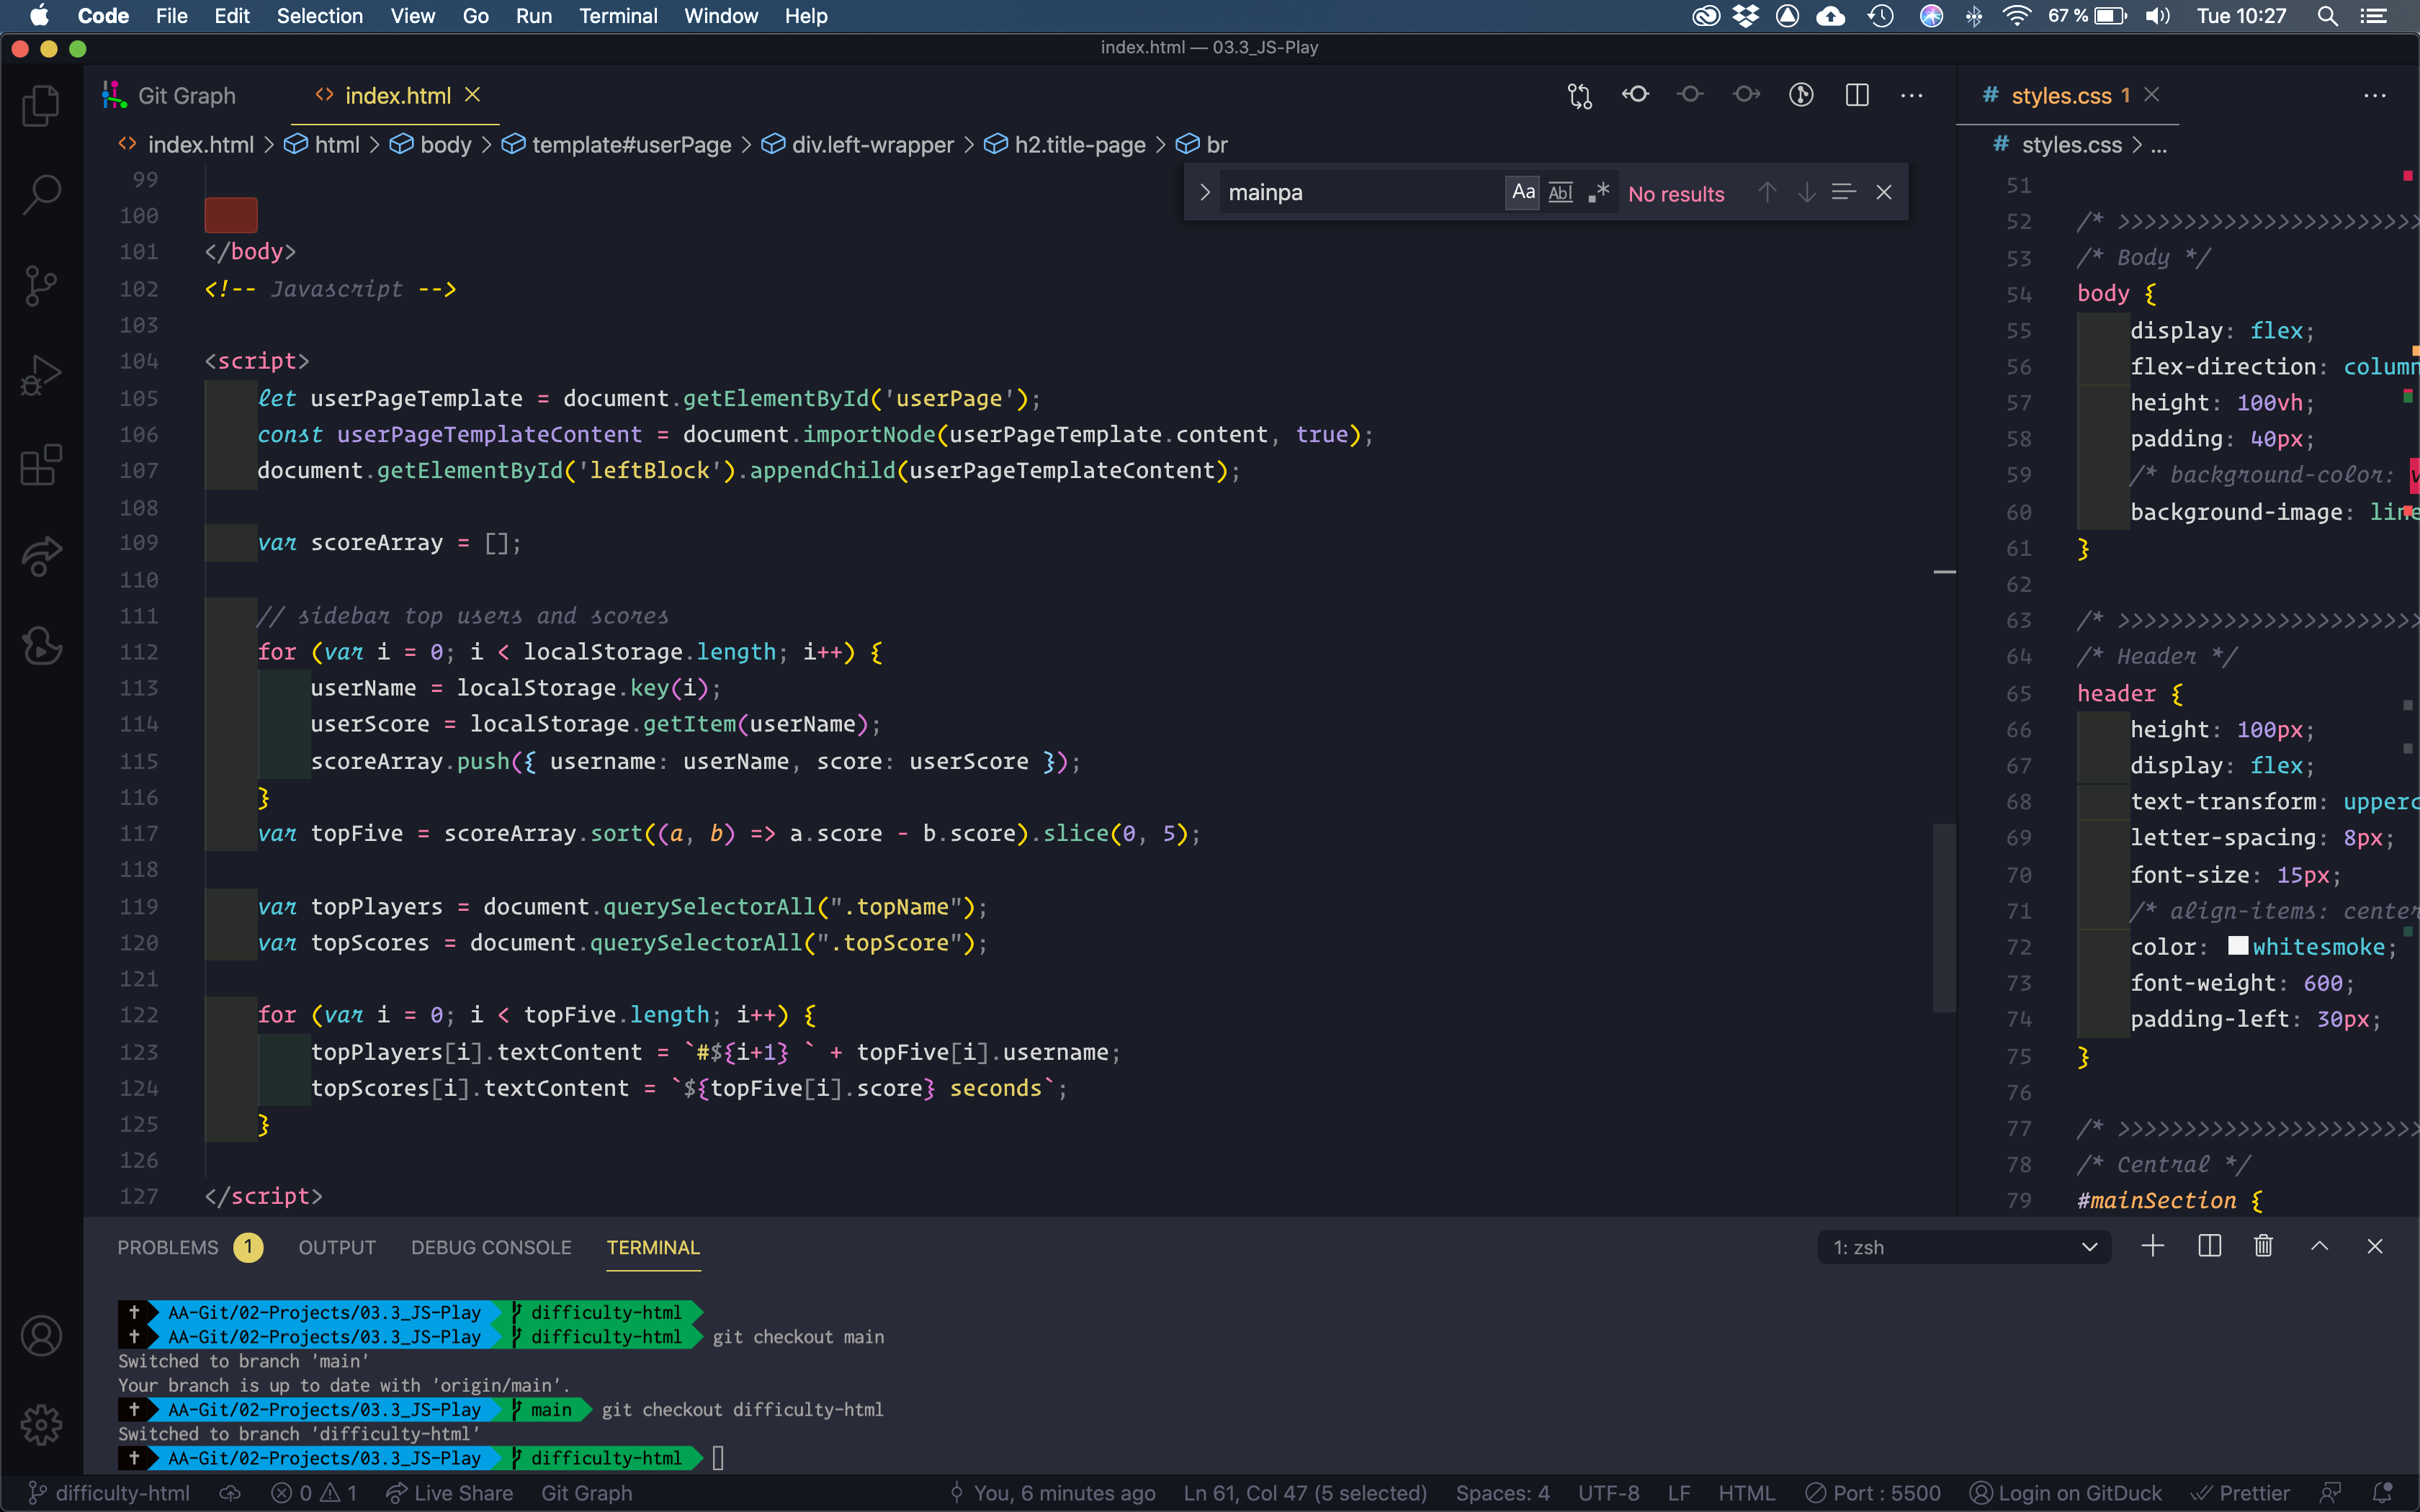 Code File Edit Selection View Go Run Terminal Window Help 67 % Tue 10:27
index.html — 03.3_JS-Play
Git Graph <> index.html
<> index.html > html > body > template#userPage > div.left-wrapper > h2.title-page > br
mainpa Aa Abl .* No results
99
100
101 </body>
102 <!-- Javascript -->
103
104 <script>
105 let userPageTemplate = document.getElementById('userPage');
106 const userPageTemplateContent = document.importNode(userPageTemplate.content, true);
107 document.getElementById('leftBlock').appendChild(userPageTemplateContent);
108
109 var scoreArray = [];
110
111 // sidebar top users and scores
112 for (var i = 0; i < localStorage.length; i++) {
113 userName = localStorage.key(i);
114 userScore = localStorage.getItem(userName);
115 scoreArray.push({ username: userName, score: userScore });
116 }
117 var topFive = scoreArray.sort((a, b) => a.score - b.score).slice(0, 5);
118
119 var topPlayers = document.querySelectorAll(".topName");
120 var topScores = document.querySelectorAll(".topScore");
121
122 for (var i = 0; i < topFive.length; i++) {
123 topPlayers[i].textContent = `#${i+1} ` + topFive[i].username;
124 topScores[i].textContent = `${topFive[i].score} seconds`;
125 }
126
127 </script>
# styles.css 1
# styles.css > ...
51
52 /* >>>>>>>>>>>>>>>>>>>>>>>
53 /* Body */
54 body {
55 display: flex;
56 flex-direction: column
57 height: 100vh;
58 padding: 40px;
59 /* background-color: v
60 background-image: line
61 }
62
63 /* >>>>>>>>>>>>>>>>>>>>>>>
64 /* Header */
65 header {
66 height: 100px;
67 display: flex;
68 text-transform: upperc
69 letter-spacing: 8px;
70 font-size: 15px;
71 /* align-items: center
72 color: whitesmoke;
73 font-weight: 600;
74 padding-left: 30px;
75 }
76
77 /* >>>>>>>>>>>>>>>>>>>>>>>
78 /* Central */
79 #mainSection {
PROBLEMS 1 OUTPUT DEBUG CONSOLE TERMINAL 1: zsh
AA-Git/02-Projects/03.3_JS-Play difficulty-html
AA-Git/02-Projects/03.3_JS-Play difficulty-html git checkout main
Switched to branch 'main'
Your branch is up to date with 'origin/main'.
AA-Git/02-Projects/03.3_JS-Play main git checkout difficulty-html
Switched to branch 'difficulty-html'
AA-Git/02-Projects/03.3_JS-Play difficulty-html
difficulty-html 0 1 Live Share Git Graph You, 6 minutes ago Ln 61, Col 47 (5 selected) Spaces: 4 UTF-8 LF HTML Port : 5500 Login on GitDuck Prettier